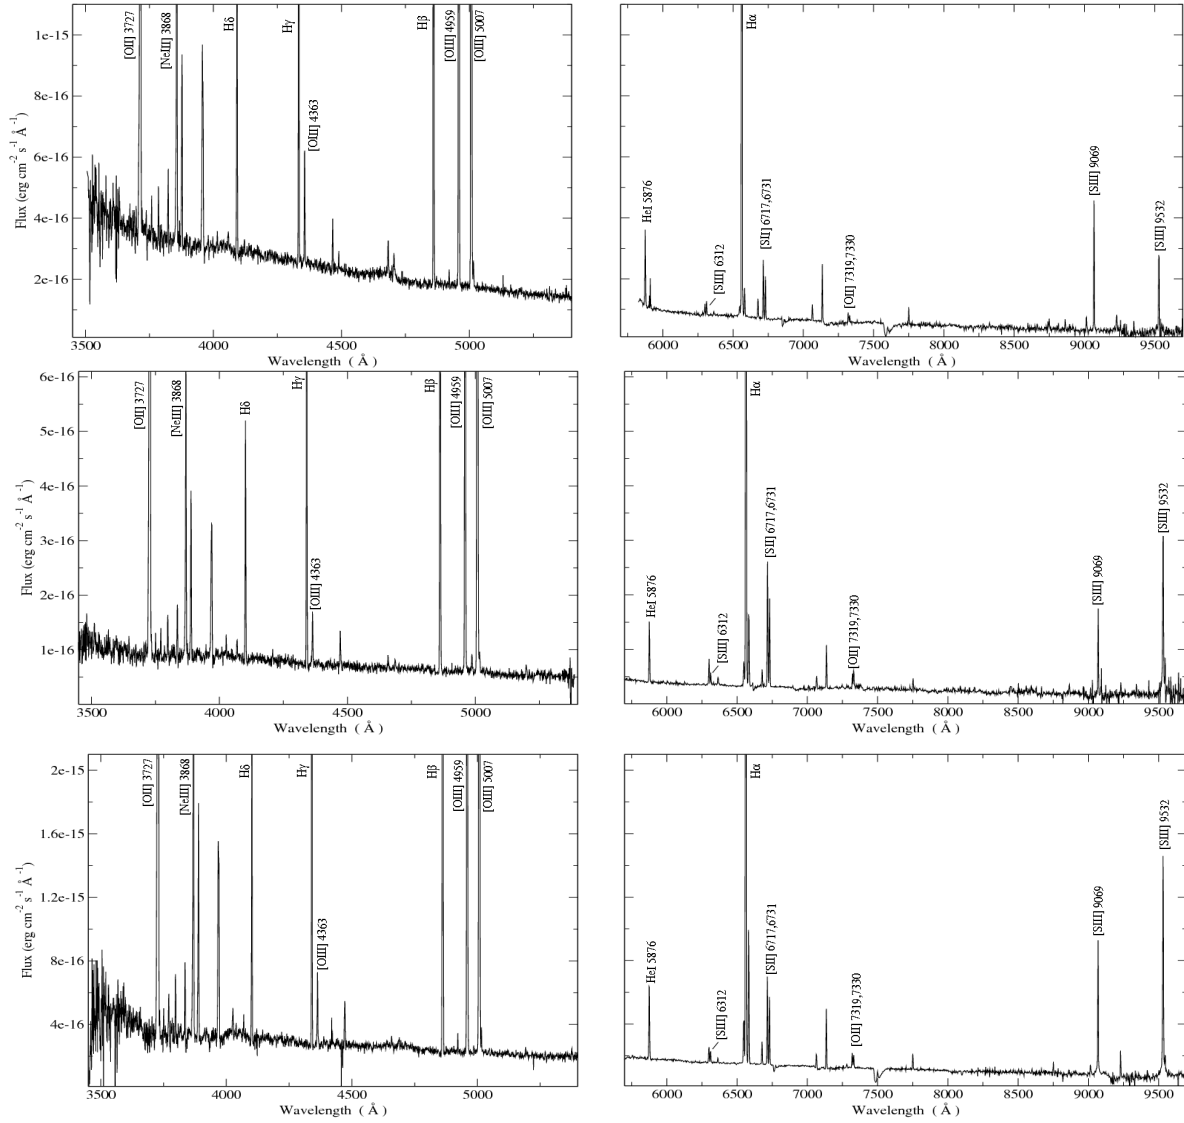 [OII] 3727
[NeIII] 3868
Hδ
Hγ
[OIII] 4363
Hβ
[OIII] 4959
[OIII] 5007
1e-15
8e-16
6e-16
4e-16
2e-16
Flux (erg cm-2 s-1 Å-1)
3500 4000 4500 5000
Wavelength ( Å )
HeI 5876
[SIII] 6312
Hα
[SII] 6717,6731
[OII] 7319,7330
[SIII] 9069
[SIII] 9532
6000 6500 7000 7500 8000 8500 9000 9500
Wavelength ( Å )
[OII] 3727
[NeIII] 3868
Hδ
Hγ
[OIII] 4363
Hβ
[OIII] 4959
[OIII] 5007
6e-16
5e-16
4e-16
3e-16
2e-16
1e-16
Flux (erg cm-2 s-1 Å-1)
3500 4000 4500 5000
Wavelength ( Å )
HeI 5876
[SIII] 6312
Hα
[SII] 6717,6731
[OII] 7319,7330
[SIII] 9069
[SIII] 9532
6000 6500 7000 7500 8000 8500 9000 9500
Wavelength ( Å )
[OII] 3727
[NeIII] 3868
Hδ
Hγ
[OIII] 4363
Hβ
[OIII] 4959
[OIII] 5007
2e-15
1.6e-15
1.2e-15
8e-16
4e-16
Flux (erg cm-2 s-1 Å-1)
3500 4000 4500 5000
Wavelength ( Å )
HeI 5876
[SIII] 6312
Hα
[SII] 6717,6731
[OII] 7319,7330
[SIII] 9069
[SIII] 9532
6000 6500 7000 7500 8000 8500 9000 9500
Wavelength ( Å )